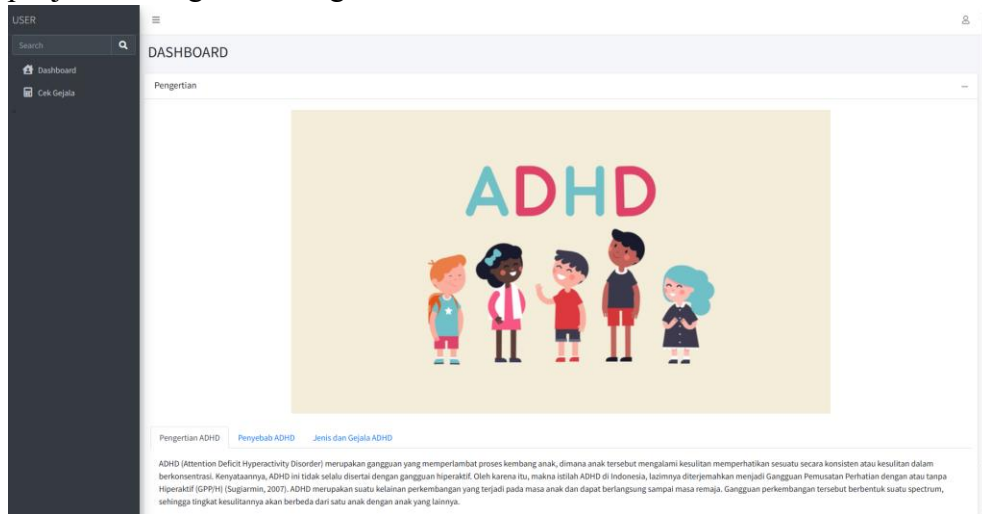 USER
Search
Dashboard
Cek Gejala
DASHBOARD
Pengertian
ADHD
Pengertian ADHD
Penyebab ADHD
Jenis dan Gejala ADHD
ADHD (Attention Deficit Hyperactivity Disorder) merupakan gangguan yang memperlambat proses kembang anak, dimana anak tersebut mengalami kesulitan memperhatikan sesuatu secara konsisten atau kesulitan dalam
berkonsentrasi. Kenyataannya, ADHD ini tidak selalu disertai dengan gangguan hiperaktif. Oleh karena itu, makna istilah ADHD di Indonesia, lazimnya diterjemahkan menjadi Gangguan Pemusatan Perhatian dengan atau tanpa
Hiperaktif (GPP/H) (Sugiarmin, 2007). ADHD merupakan suatu kelainan perkembangan yang terjadi pada masa anak dan dapat berlangsung sampai masa remaja. Gangguan perkembangan tersebut berbentuk suatu spectrum,
sehingga tingkat kesulitannya akan berbeda dari satu anak dengan anak yang lainnya.